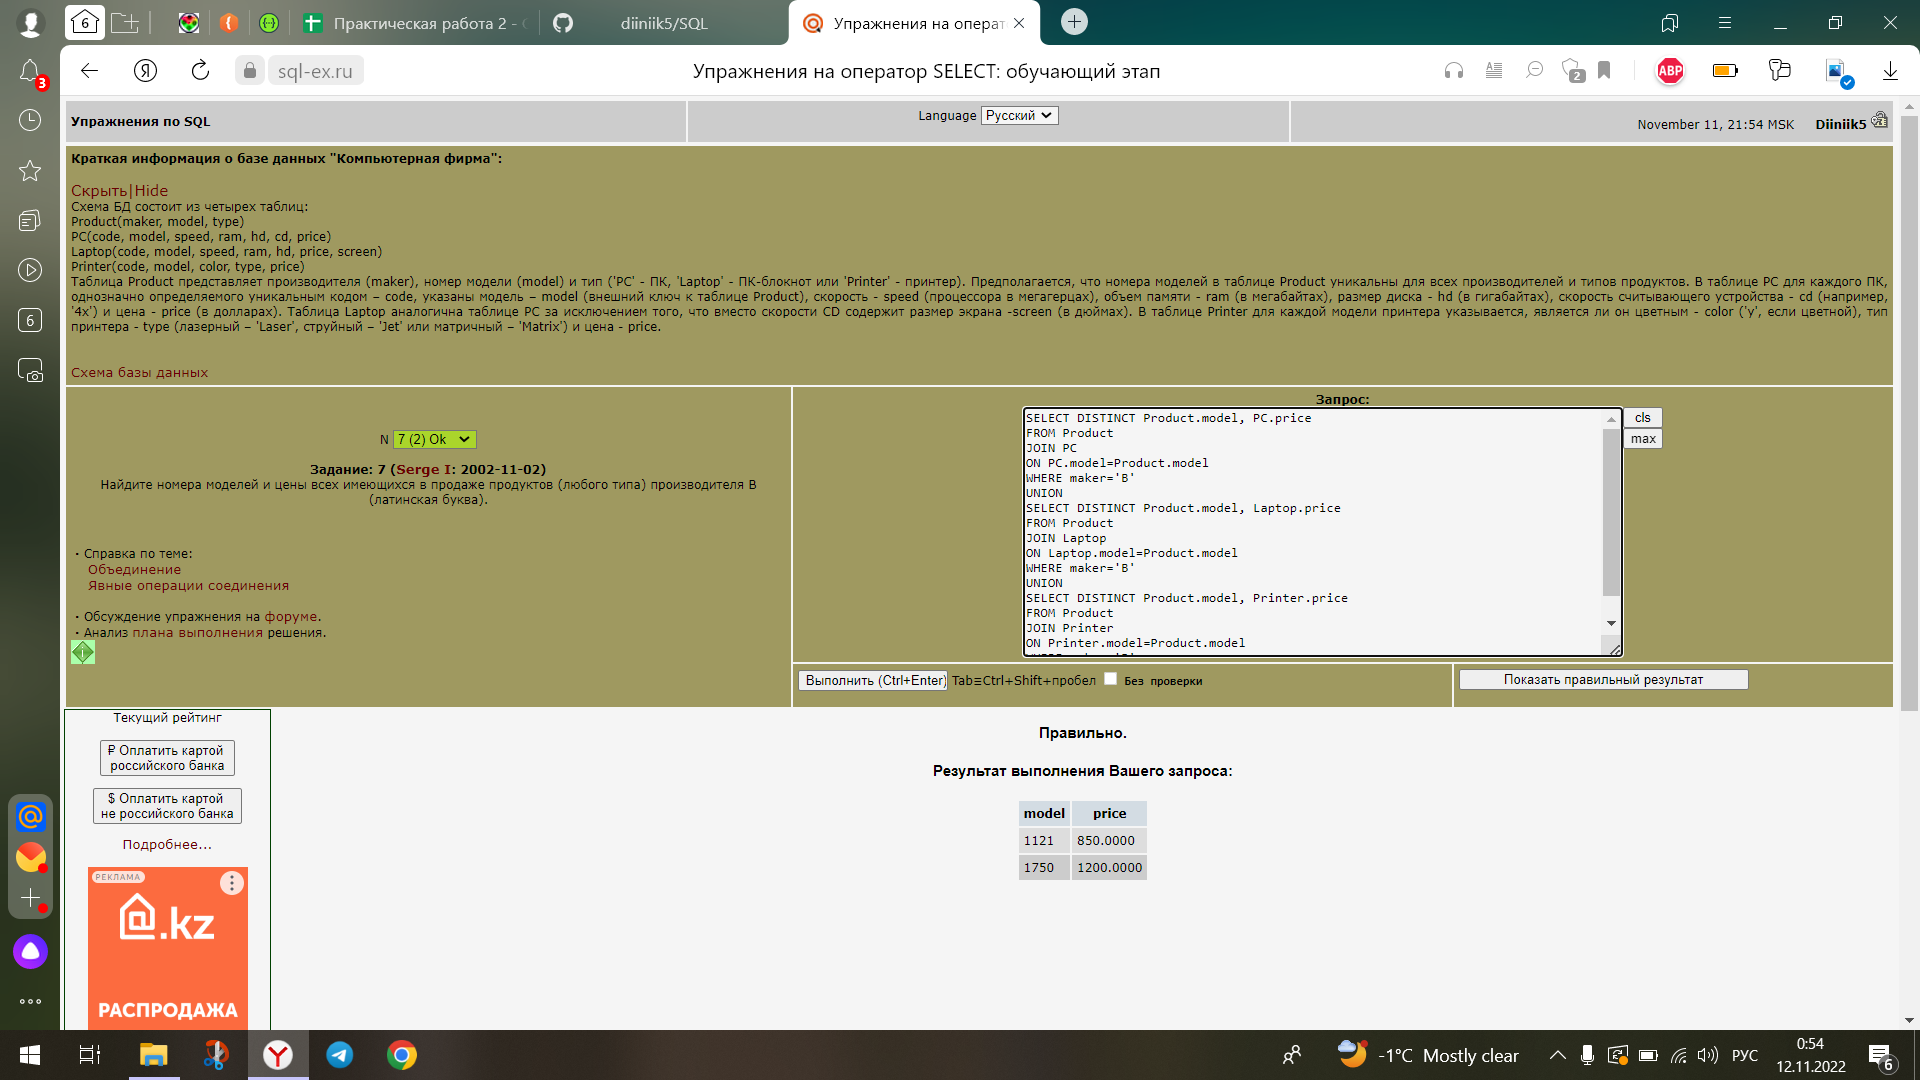 6
Практическая работа 2 -
diiniik5/SQL
Упражнения на операт
3
sql-ex.ru
Упражнения на оператор SELECT: обучающий этап
2
ABP
Упражнения по SQL
Language Русский
November 11, 21:54 MSK Diiniik5
Краткая информация о базе данных "Компьютерная фирма":
Скрыть|Hide
Схема БД состоит из четырех таблиц:
Product(maker, model, type)
PC(code, model, speed, ram, hd, cd, price)
Laptop(code, model, speed, ram, hd, price, screen)
Printer(code, model, color, type, price)
Таблица Product представляет производителя (maker), номер модели (model) и тип ('PC' - ПК, 'Laptop' - ПК-блокнот или 'Printer' - принтер). Предполагается, что номера моделей в таблице Product уникальны для всех производителей и типов продуктов. В таблице PC для каждого ПК,
однозначно определяемого уникальным кодом – code, указаны модель – model (внешний ключ к таблице Product), скорость - speed (процессора в мегагерцах), объем памяти - ram (в мегабайтах), размер диска - hd (в гигабайтах), скорость считывающего устройства - cd (например,
'4x') и цена - price (в долларах). Таблица Laptop аналогична таблице РС за исключением того, что вместо скорости CD содержит размер экрана -screen (в дюймах). В таблице Printer для каждой модели принтера указывается, является ли он цветным - color ('y', если цветной), тип
принтера - type (лазерный – 'Laser', струйный – 'Jet' или матричный – 'Matrix') и цена - price.
Схема базы данных
6
N 7 (2) Ok
Задание: 7 (Serge I: 2002-11-02)
Найдите номера моделей и цены всех имеющихся в продаже продуктов (любого типа) производителя B
(латинская буква).
· Справка по теме:
Объединение
Явные операции соединения
· Обсуждение упражнения на форуме.
· Анализ плана выполнения решения.
Запрос:
SELECT DISTINCT Product.model, PC.price
FROM Product
JOIN PC
ON PC.model=Product.model
WHERE maker='B'
UNION
SELECT DISTINCT Product.model, Laptop.price
FROM Product
JOIN Laptop
ON Laptop.model=Product.model
WHERE maker='B'
UNION
SELECT DISTINCT Product.model, Printer.price
FROM Product
JOIN Printer
ON Printer.model=Product.model
cls
max
Выполнить (Ctrl+Enter) Tab≡Ctrl+Shift+пробел Без проверки
Показать правильный результат
Текущий рейтинг
₽ Оплатить картой
российского банка
$ Оплатить картой
не российского банка
Подробнее...
РЕКЛАМА
.kz
РАСПРОДАЖА
Правильно.
Результат выполнения Вашего запроса:
model price
1121 850.0000
1750 1200.0000
-1°C Mostly clear
РУС
0:54
12.11.2022
6